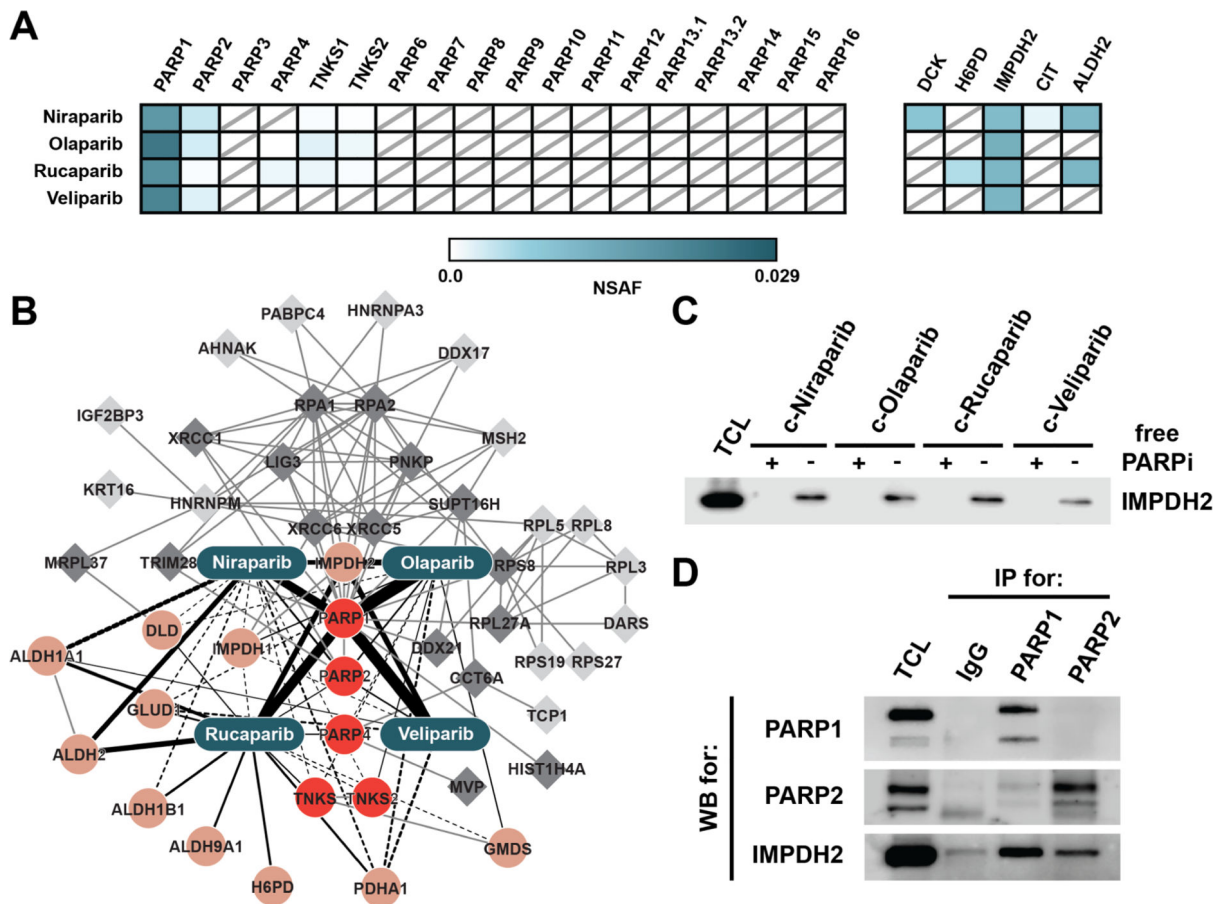 A
PARP1 PARP2 PARP3 PARP4 TNKS1 TNKS2 PARP6 PARP7 PARP8 PARP9 PARP10 PARP11 PARP12 PARP13.1 PARP13.2 PARP14 PARP15 PARP16 DCK H6PD IMPDH2 CIT ALDH2
Niraparib
Olaparib
Rucaparib
Veliparib
0.0 0.029
NSAF
B
PABPC4 HNRNPA3
AHNAK DDX17
IGF2BP3 RPA1 RPA2
XRCC1 MSH2
LIG3 PNKP
KRT16 HNRNPM SUPT16H
XRCC6 XRCC5 RPL5 RPL8
MRPL37 TRIM28 Niraparib IMPDH2 Olaparib RPS8 RPL3
PARP1 RPL27A DARS
DLD
ALDH1A1 IMPDH1 DDX21 RPS19 RPS27
PARP2 CCT6A
GLUD1 TCP1
ALDH2 Rucaparib PARP4 Veliparib
HIST1H4A
MVP
ALDH1B1 TNKS TNKS2
ALDH9A1 GMDS
H6PD PDHA1
C
TCL c-Niraparib c-Olaparib c-Rucaparib c-Veliparib
free
+ - + - + - + - PARPi
IMPDH2
D
IP for:
TCL IgG PARP1 PARP2
WB for:
PARP1
PARP2
IMPDH2